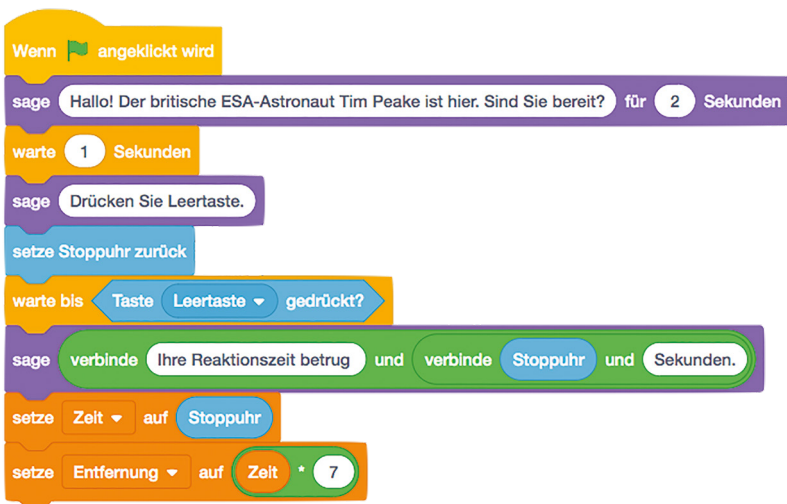 Wenn angeklickt wird
sage Hallo! Der britische ESA-Astronaut Tim Peake ist hier. Sind Sie bereit? für 2 Sekunden
warte 1 Sekunden
sage Drücken Sie Leertaste.
setze Stoppuhr zurück
warte bis Taste Leertaste gedrückt?
sage verbinde Ihre Reaktionszeit betrug und verbinde Stoppuhr und Sekunden.
setze Zeit auf Stoppuhr
setze Entfernung auf Zeit * 7